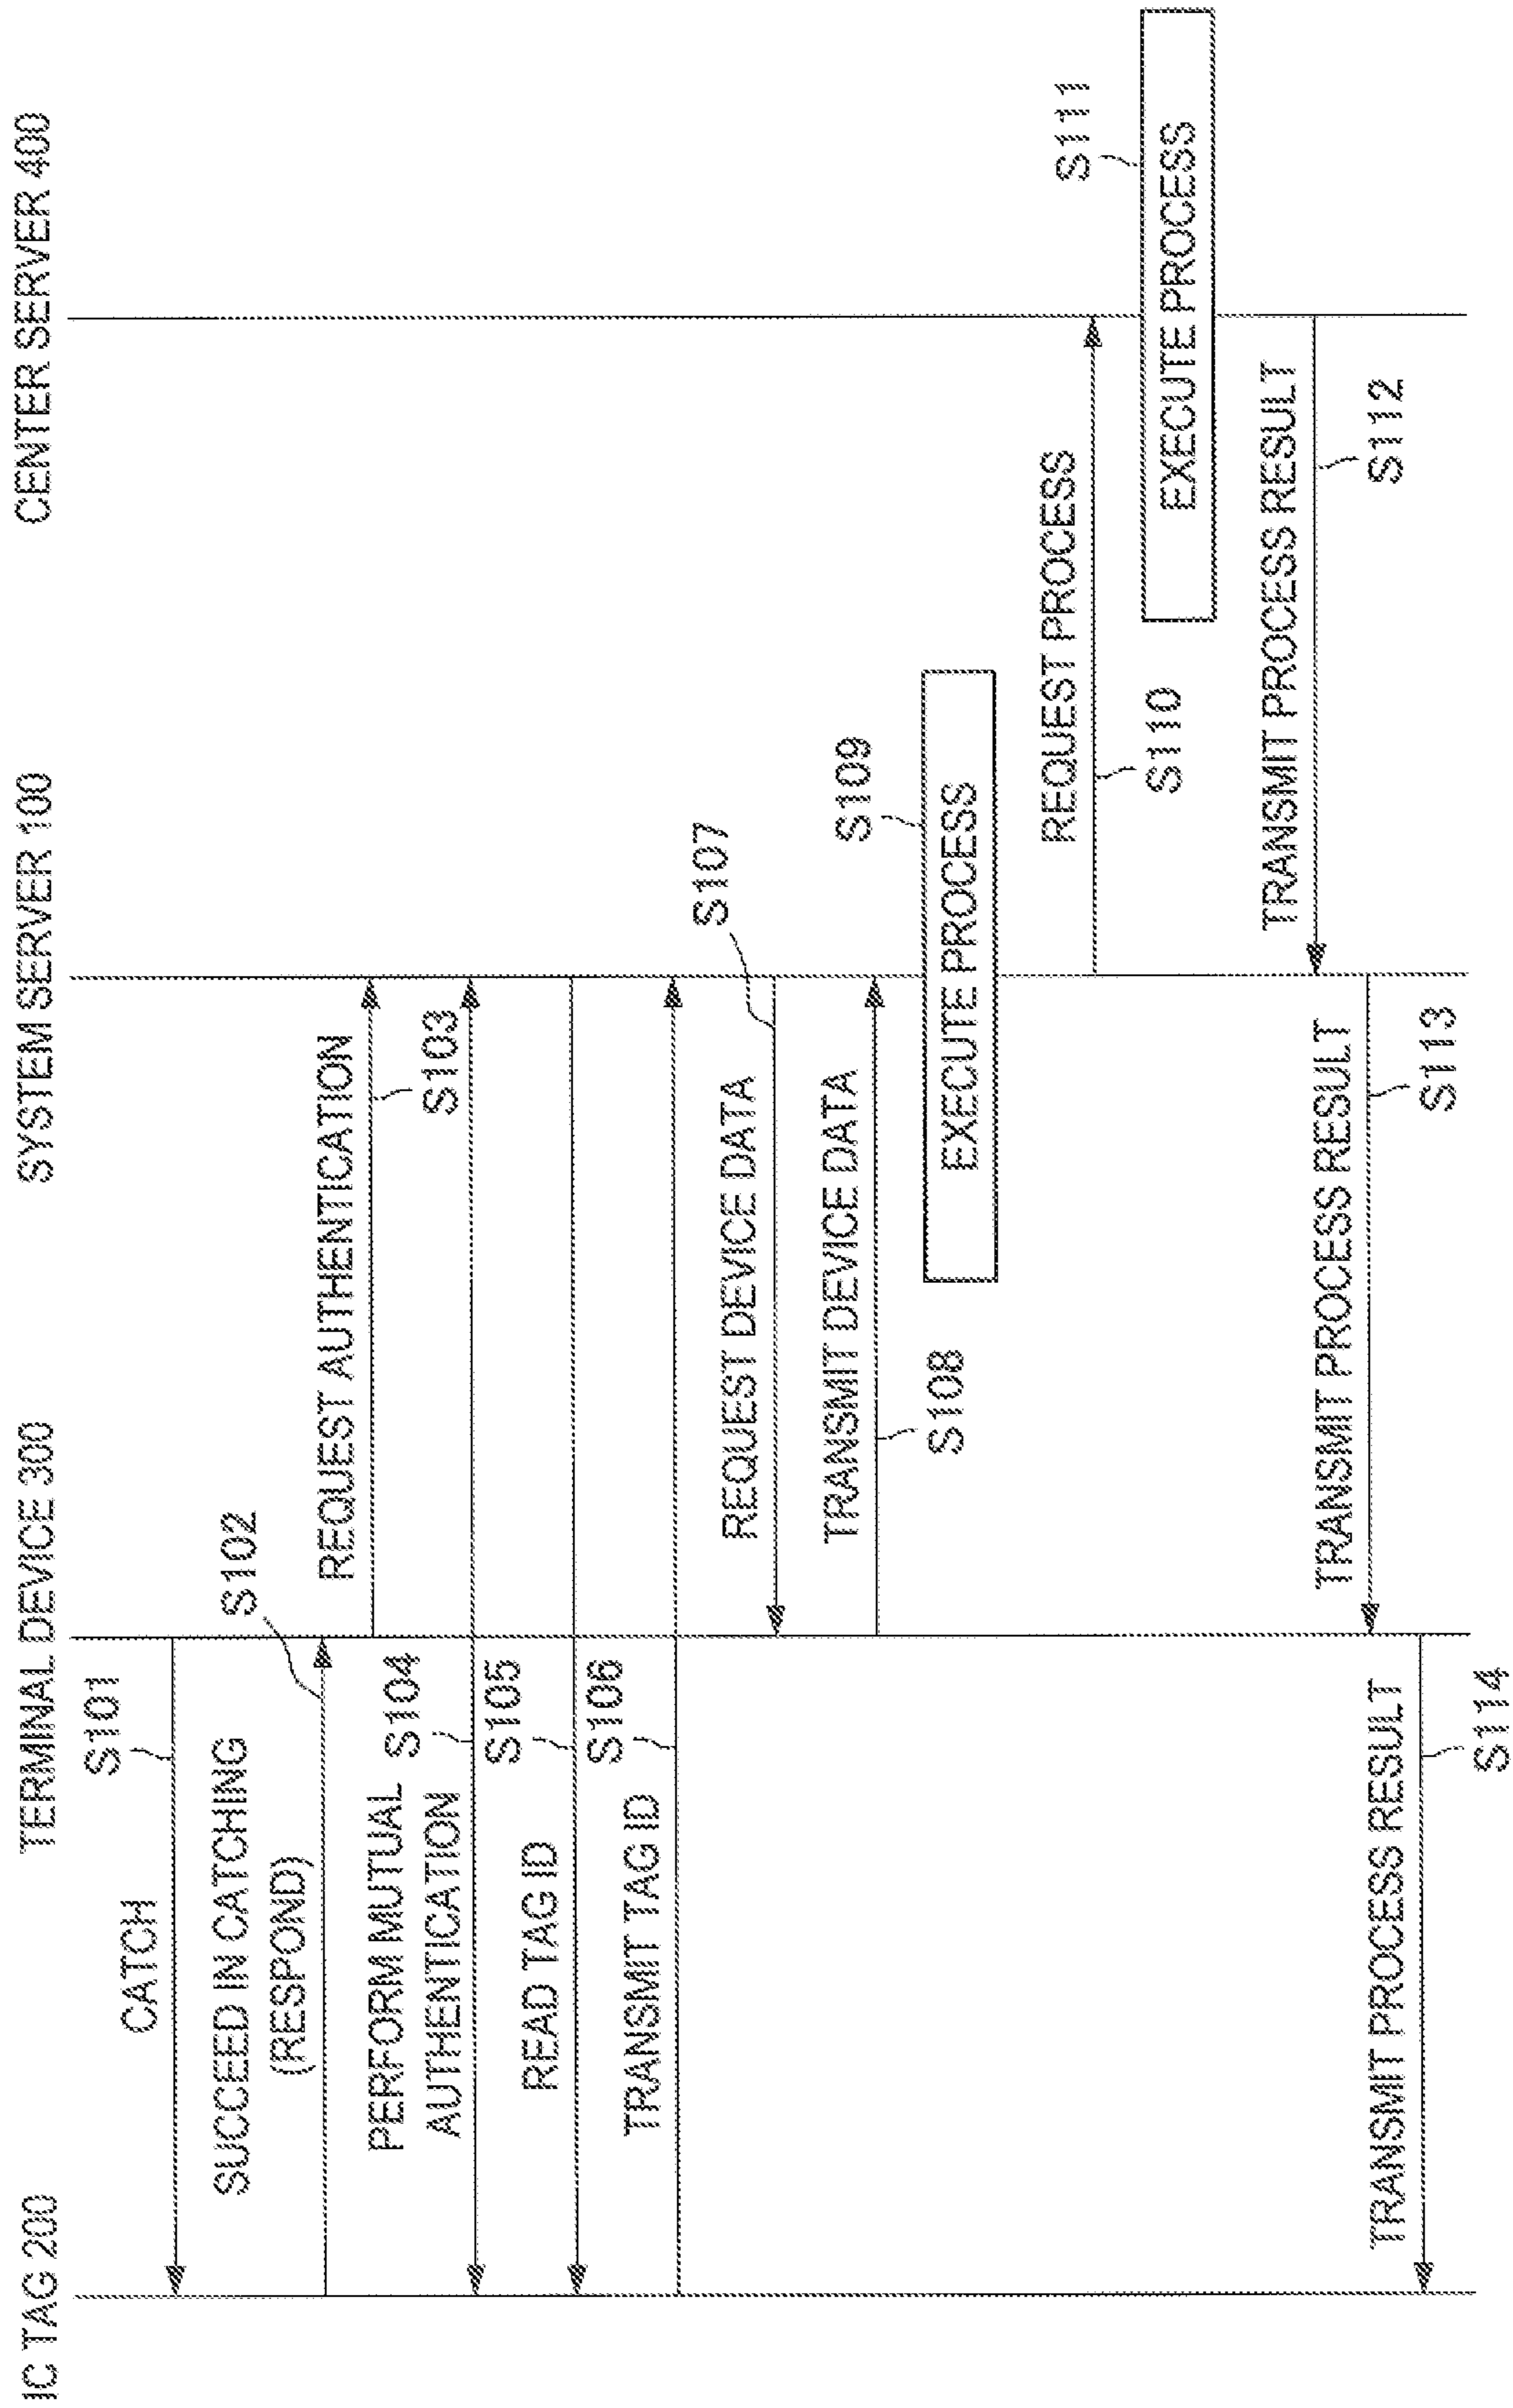 IC TAG 200
TERMINAL DEVICE 300
SYSTEM SERVER 100
CENTER SERVER 400
CATCH
S101
SUCCEED IN CATCHING
(RESPOND)
S102
REQUEST AUTHENTICATION
S103
PERFORM MUTUAL
AUTHENTICATION
S104
READ TAG ID
S105
TRANSMIT TAG ID
S106
REQUEST DEVICE DATA
S107
TRANSMIT DEVICE DATA
S108
EXECUTE PROCESS
S109
REQUEST PROCESS
S110
EXECUTE PROCESS
S111
TRANSMIT PROCESS RESULT
S112
TRANSMIT PROCESS RESULT
S113
TRANSMIT PROCESS RESULT
S114